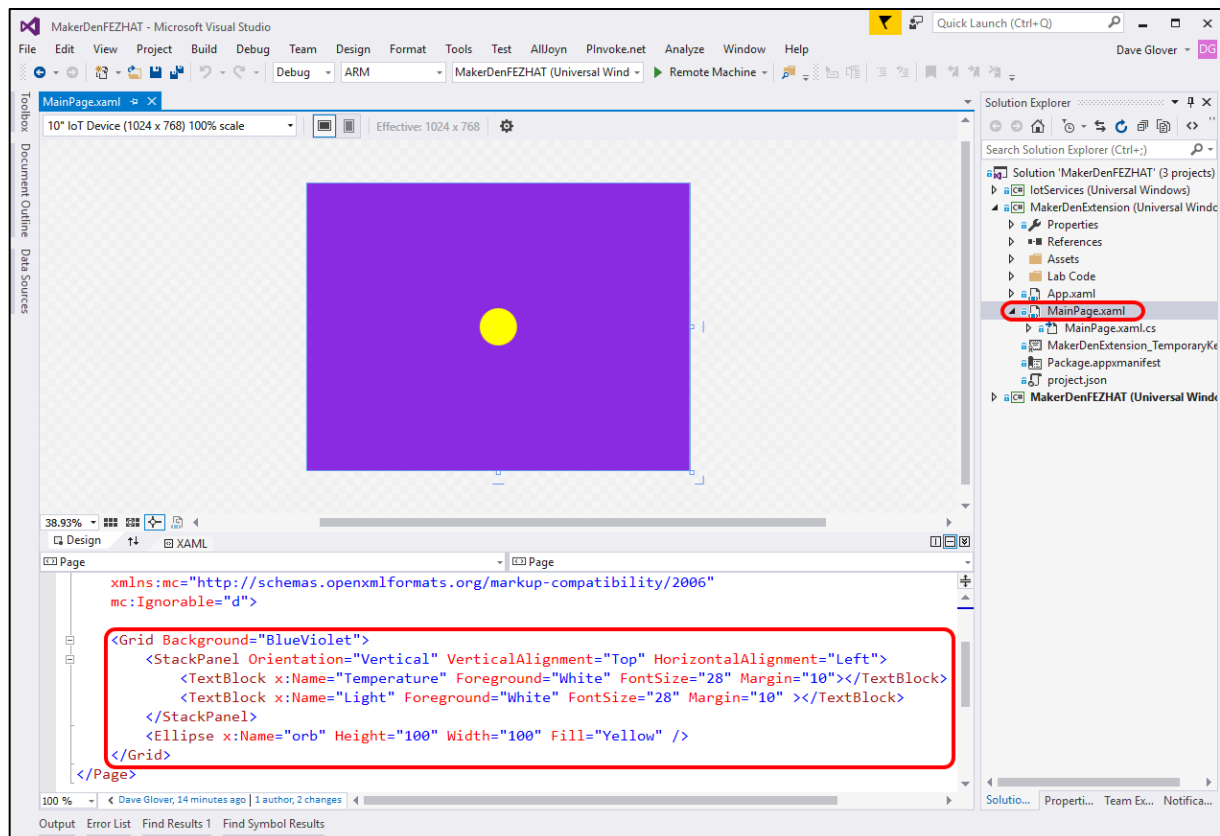 MakerDenFEZHAT - Microsoft Visual Studio
Quick Launch (Ctrl+Q)
File Edit View Project Build Debug Team Design Format Tools Test AllJoyn PInvoke.net Analyze Window Help
Dave Glover DG
Debug ARM MakerDenFEZHAT (Universal Wind Remote Machine
Toolbox
Document Outline
Data Sources
MainPage.xaml
10" IoT Device (1024 x 768) 100% scale
Effective: 1024 x 768
38.93%
Design XAML
Page Page
xmlns:mc="http://schemas.openxmlformats.org/markup-compatibility/2006"
mc:Ignorable="d">
<Grid Background="BlueViolet">
<StackPanel Orientation="Vertical" VerticalAlignment="Top" HorizontalAlignment="Left">
<TextBlock x:Name="Temperature" Foreground="White" FontSize="28" Margin="10"></TextBlock>
<TextBlock x:Name="Light" Foreground="White" FontSize="28" Margin="10" ></TextBlock>
</StackPanel>
<Ellipse x:Name="orb" Height="100" Width="100" Fill="Yellow" />
</Grid>
</Page>
100 % Dave Glover, 14 minutes ago | 1 author, 2 changes
Output Error List Find Results 1 Find Symbol Results
Solution Explorer
Search Solution Explorer (Ctrl+;)
Solution 'MakerDenFEZHAT' (3 projects)
C# IotServices (Universal Windows)
C# MakerDenExtension (Universal Windo
Properties
References
Assets
Lab Code
App.xaml
MainPage.xaml
MainPage.xaml.cs
MakerDenExtension_TemporaryKe
Package.appxmanifest
project.json
C# MakerDenFEZHAT (Universal Windo
Solutio... Properti... Team Ex... Notifica...